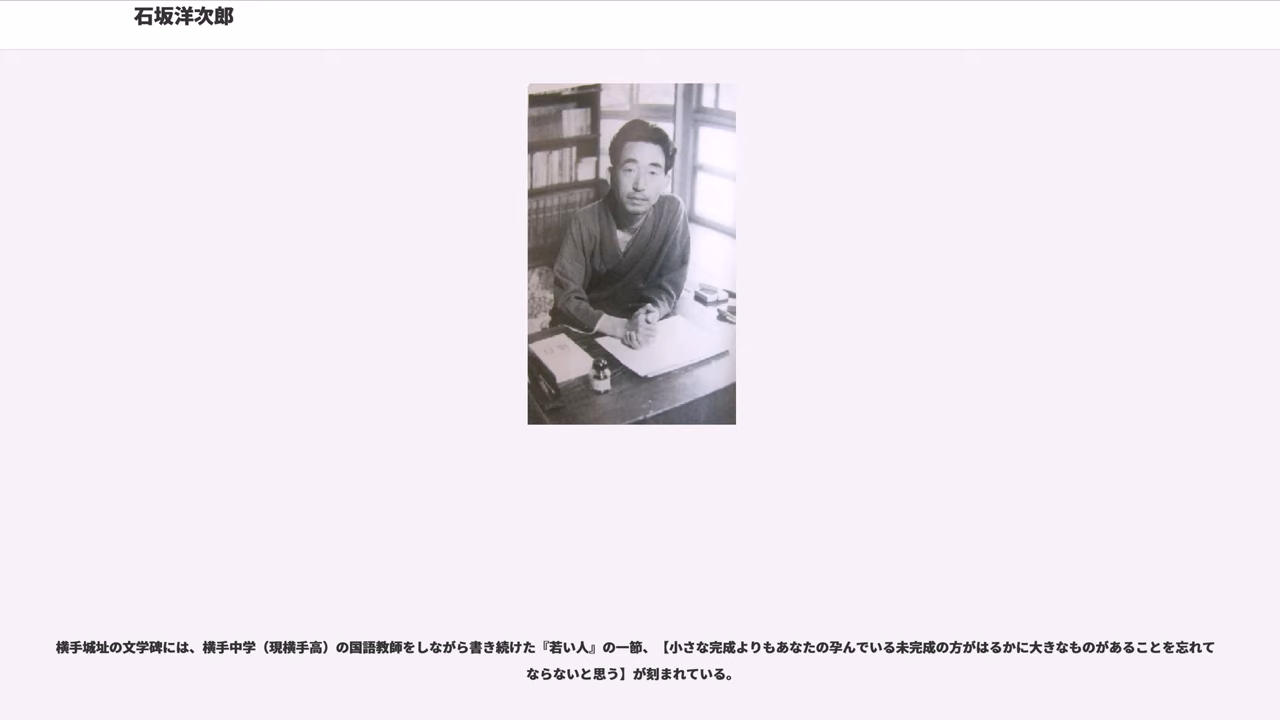 石坂洋次郎
横手城址の文学碑には、横手中学（現横手高）の国語教師をしながら書き続けた『若い人』の一節、【小さな完成よりもあなたの孕んでいる未完成の方がはるかに大きなものがあることを忘れて
ならないと思う】が刻まれている。